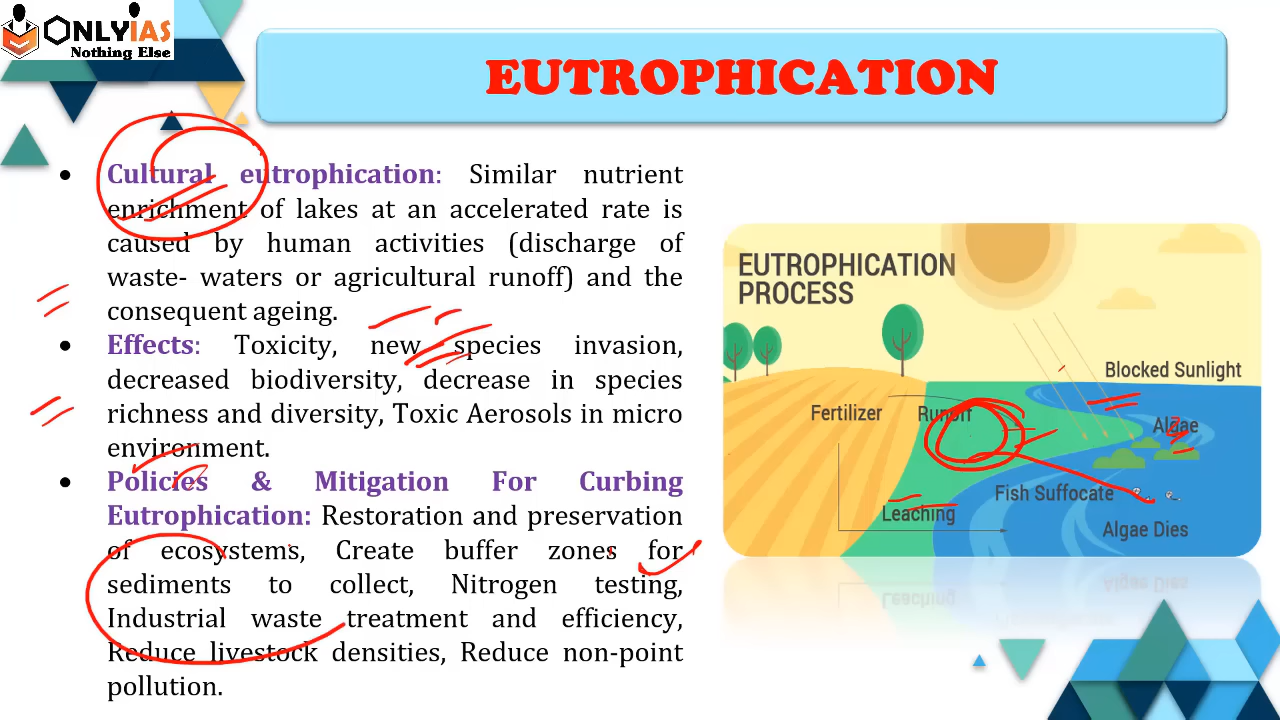 ONLYIAS
Nothing Else
EUTROPHICATION
• Cultural eutrophication: Similar nutrient
enrichment of lakes at an accelerated rate is
caused by human activities (discharge of
waste- waters or agricultural runoff) and the
consequent ageing.
• Effects: Toxicity, new species invasion,
decreased biodiversity, decrease in species
richness and diversity, Toxic Aerosols in micro
environment.
• Policies & Mitigation For Curbing
Eutrophication: Restoration and preservation
of ecosystems, Create buffer zones for
sediments to collect, Nitrogen testing,
Industrial waste treatment and efficiency,
Reduce livestock densities, Reduce non-point
pollution.
EUTROPHICATION
PROCESS
Blocked Sunlight
Fertilizer
Runoff
Algae
Fish Suffocate
Leaching
Algae Dies